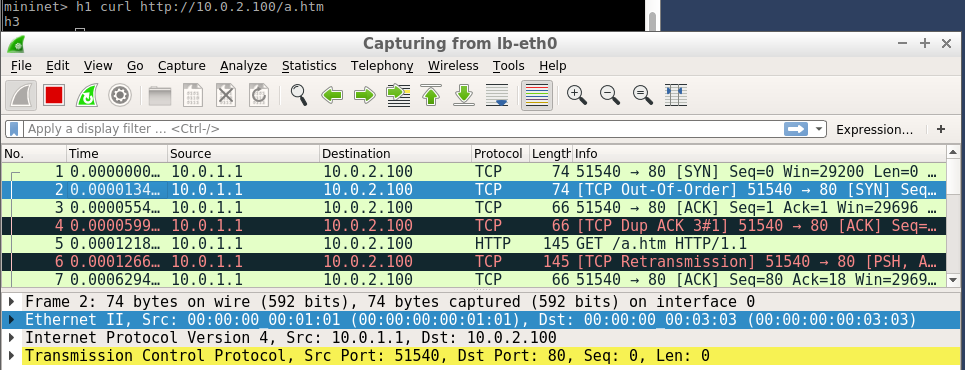 mininet> h1 curl http://10.0.2.100/a.htm
h3
Capturing from lb-eth0
File Edit View Go Capture Analyze Statistics Telephony Wireless Tools Help
Apply a display filter ... <Ctrl-/> Expression... +
No. Time Source Destination Protocol Length Info
1 0.0000000... 10.0.1.1 10.0.2.100 TCP 74 51540 → 80 [SYN] Seq=0 Win=29200 Len=0 ...
2 0.0000134... 10.0.1.1 10.0.2.100 TCP 74 [TCP Out-Of-Order] 51540 → 80 [SYN] Seq...
3 0.0000554... 10.0.1.1 10.0.2.100 TCP 66 51540 → 80 [ACK] Seq=1 Ack=1 Win=29696 ...
4 0.0000599... 10.0.1.1 10.0.2.100 TCP 66 [TCP Dup ACK 3#1] 51540 → 80 [ACK] Seq=...
5 0.0001218... 10.0.1.1 10.0.2.100 HTTP 145 GET /a.htm HTTP/1.1
6 0.0001266... 10.0.1.1 10.0.2.100 TCP 145 [TCP Retransmission] 51540 → 80 [PSH, A...
7 0.0006294... 10.0.1.1 10.0.2.100 TCP 66 51540 → 80 [ACK] Seq=80 Ack=18 Win=2969...
Frame 2: 74 bytes on wire (592 bits), 74 bytes captured (592 bits) on interface 0
Ethernet II, Src: 00:00:00_00:01:01 (00:00:00:00:01:01), Dst: 00:00:00_00:03:03 (00:00:00:00:03:03)
Internet Protocol Version 4, Src: 10.0.1.1, Dst: 10.0.2.100
Transmission Control Protocol, Src Port: 51540, Dst Port: 80, Seq: 0, Len: 0